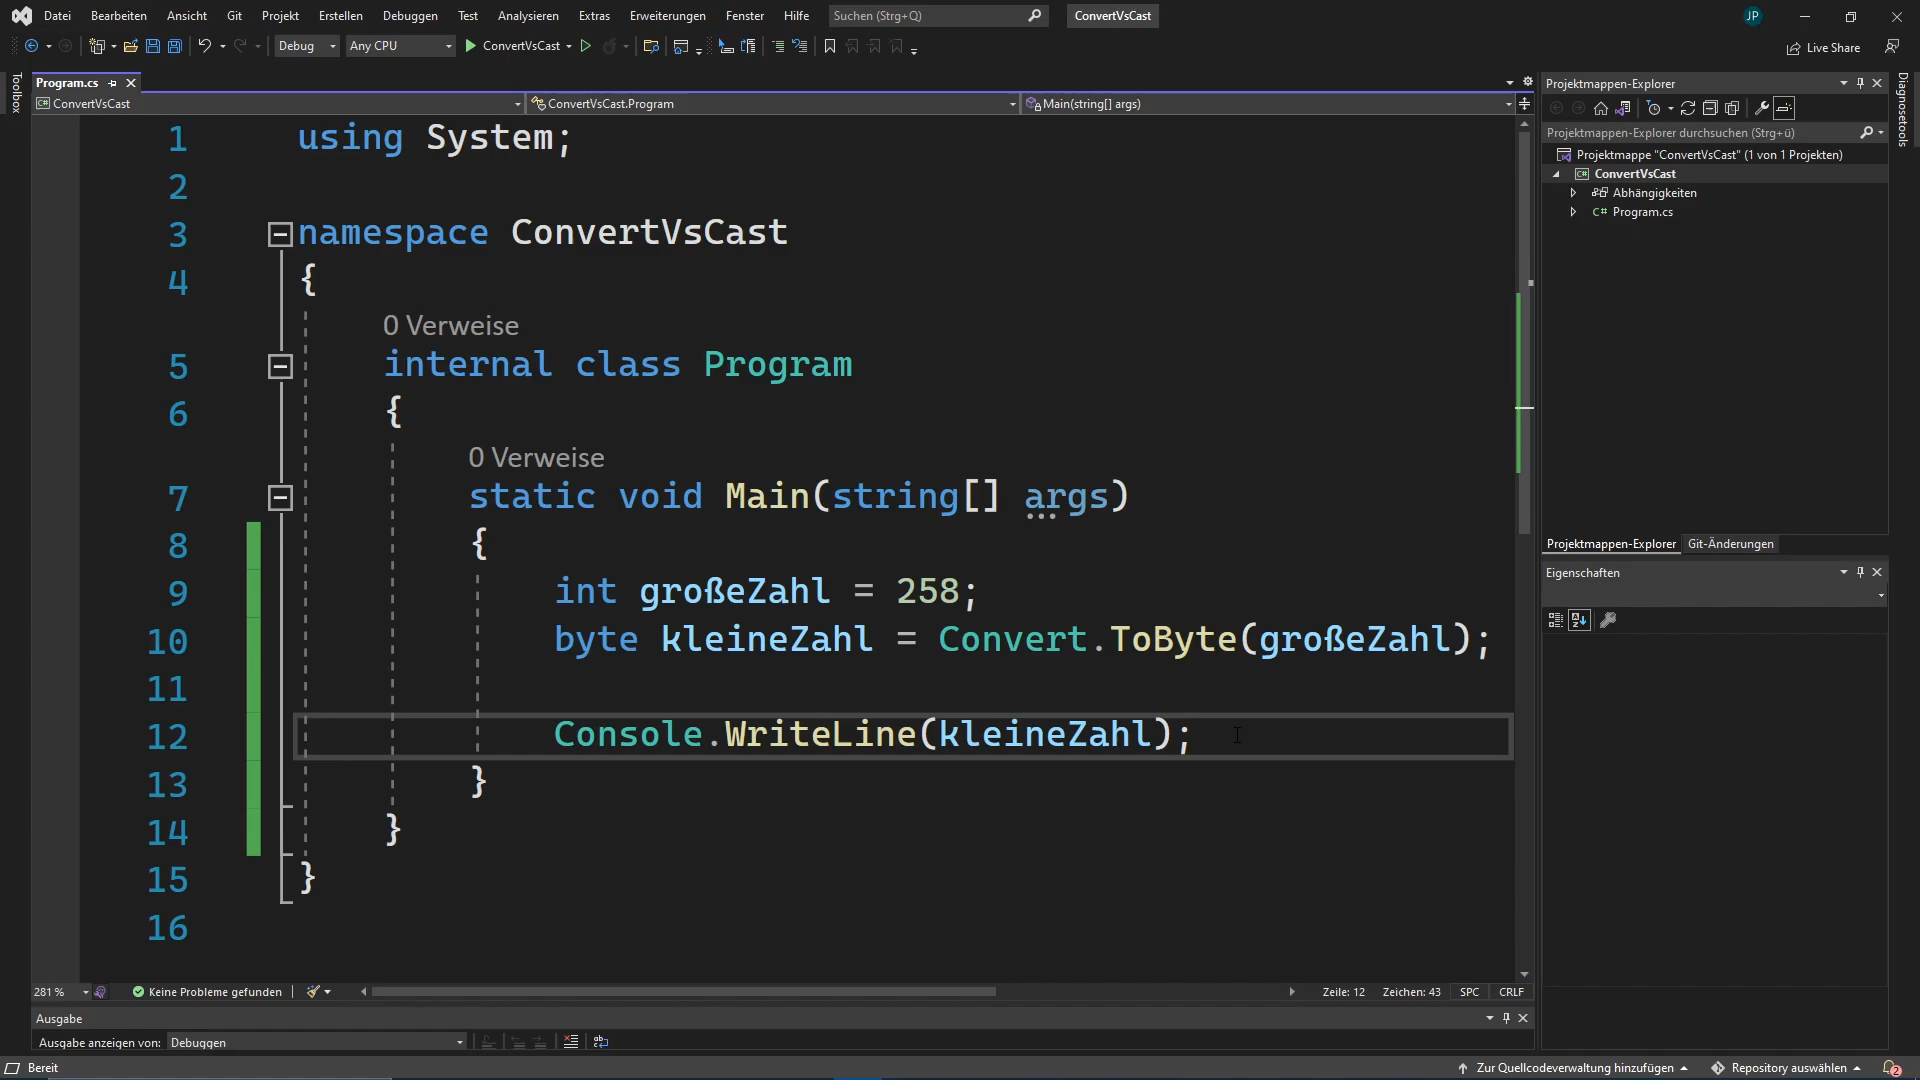 Datei Bearbeiten Ansicht Git Projekt Erstellen Debuggen Test Analysieren Extras Erweiterungen Fenster Hilfe Suchen (Strg+Q) ConvertVsCast JP
Debug Any CPU ConvertVsCast Live Share
Toolbox
Program.cs
ConvertVsCast ConvertVsCast.Program Main(string[] args)
1 using System;
2
3 namespace ConvertVsCast
4 {
0 Verweise
5 internal class Program
6 {
0 Verweise
7 static void Main(string[] args)
8 {
9 int großeZahl = 258;
10 byte kleineZahl = Convert.ToByte(großeZahl);
11
12 Console.WriteLine(kleineZahl);
13 }
14 }
15 }
16
281 % Keine Probleme gefunden Zeile: 12 Zeichen: 43 SPC CRLF
Ausgabe
Ausgabe anzeigen von: Debuggen
Projektmappen-Explorer
Projektmappen-Explorer durchsuchen (Strg+ü)
Projektmappe "ConvertVsCast" (1 von 1 Projekten)
C# ConvertVsCast
Abhängigkeiten
C# Program.cs
Projektmappen-Explorer Git-Änderungen
Eigenschaften
Diagnosetools
Bereit Zur Quellcodeverwaltung hinzufügen Repository auswählen 2